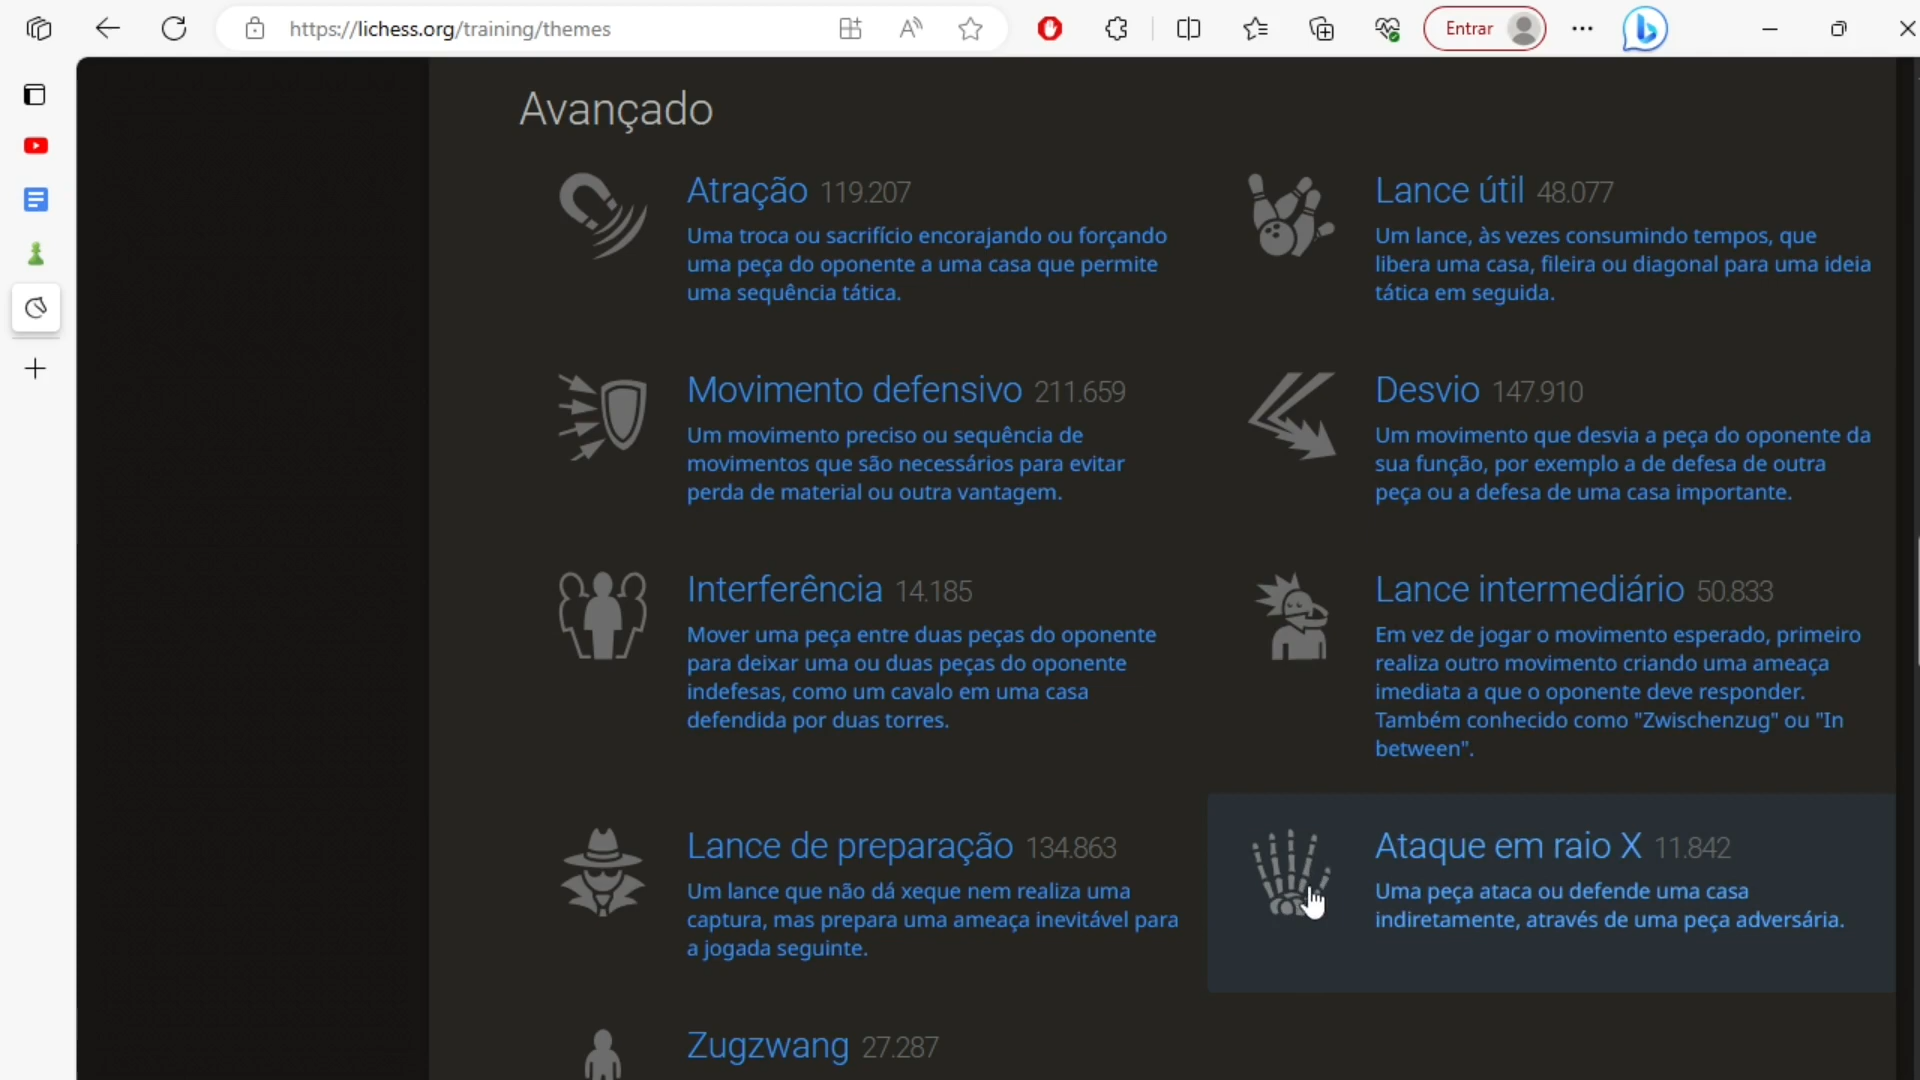 https://lichess.org/training/themes
Entrar
Avançado
Atração 119.207
Uma troca ou sacrifício encorajando ou forçando
uma peça do oponente a uma casa que permite
uma sequência tática.
Lance útil 48.077
Um lance, às vezes consumindo tempos, que
libera uma casa, fileira ou diagonal para uma ideia
tática em seguida.
Movimento defensivo 211.659
Um movimento preciso ou sequência de
movimentos que são necessários para evitar
perda de material ou outra vantagem.
Desvio 147.910
Um movimento que desvia a peça do oponente da
sua função, por exemplo a de defesa de outra
peça ou a defesa de uma casa importante.
Interferência 14.185
Mover uma peça entre duas peças do oponente
para deixar uma ou duas peças do oponente
indefesas, como um cavalo em uma casa
defendida por duas torres.
Lance intermediário 50.833
Em vez de jogar o movimento esperado, primeiro
realiza outro movimento criando uma ameaça
imediata a que o oponente deve responder.
Também conhecido como "Zwischenzug" ou "In
between".
Lance de preparação 134.863
Um lance que não dá xeque nem realiza uma
captura, mas prepara uma ameaça inevitável para
a jogada seguinte.
Ataque em raio X 11.842
Uma peça ataca ou defende uma casa
indiretamente, através de uma peça adversária.
Zugzwang 27.287